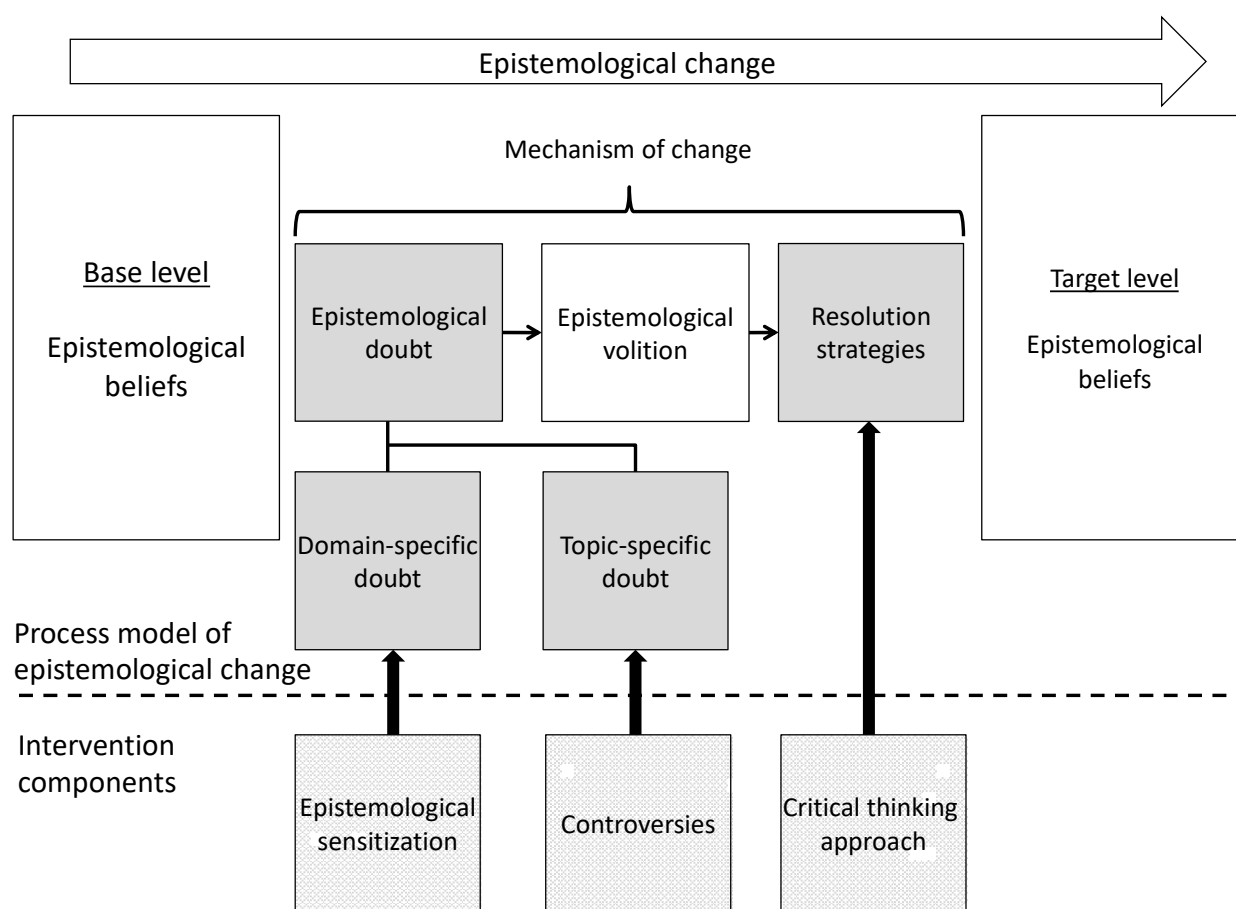 Epistemological change
Mechanism of change
Base level
Epistemological
beliefs
Epistemological
doubt
Epistemological
volition
Resolution
strategies
Target level
Epistemological
beliefs
Domain-specific
doubt
Topic-specific
doubt
Process model of
epistemological change
Intervention
components
Epistemological
sensitization
Controversies
Critical thinking
approach